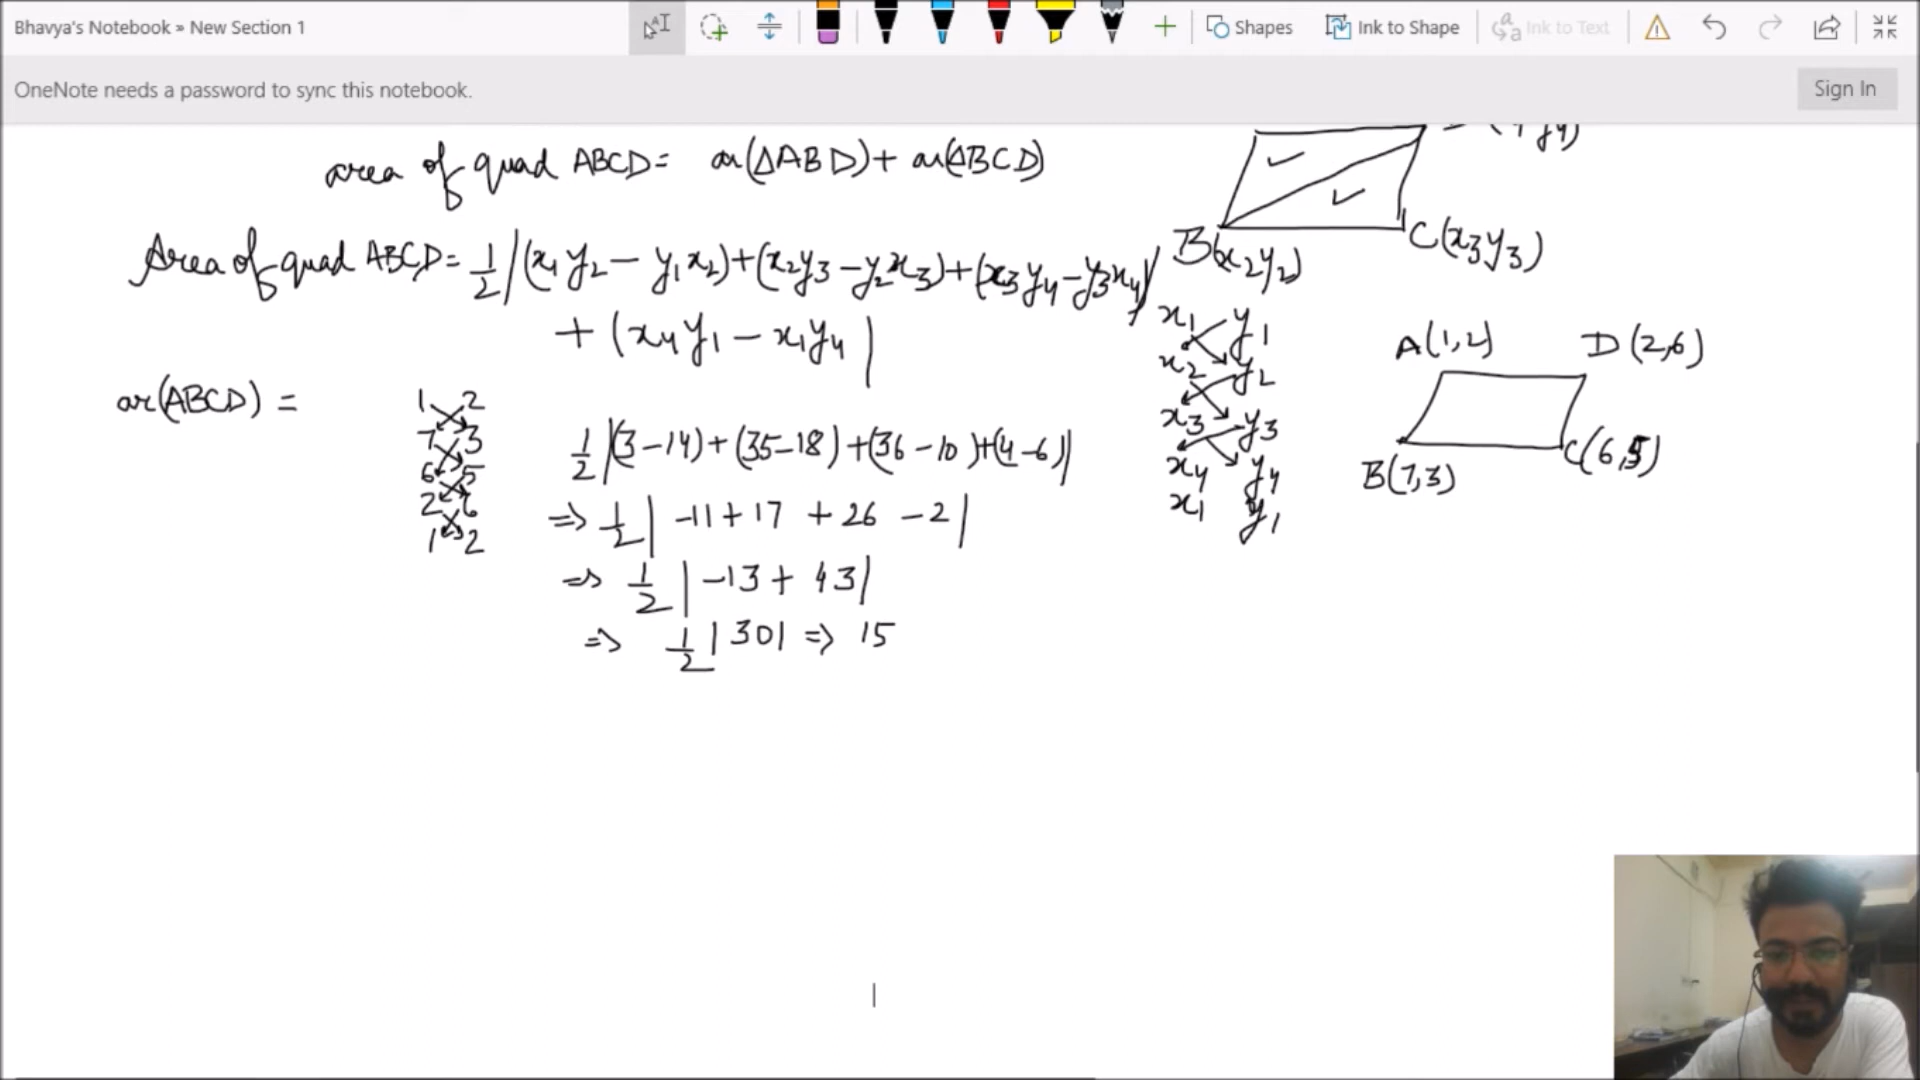 Bhavya's Notebook » New Section 1
Shapes
Ink to Shape
Ink to Text
OneNote needs a password to sync this notebook.
Sign In
area of quad ABCD = ar(ΔABD) + ar(ΔBCD)
Area of quad ABCD = 1/2 |(x₁y₂ − y₁x₂) + (x₂y₃ − y₂x₃) + (x₃y₄ − y₃x₄)
+ (x₄y₁ − x₁y₄|
B(x₂y₂)
C(x₃y₃)
x₁ y₁
x₂ y₂
x₃ y₃
x₄ y₄
x₁ y₁
A(1,2)
D(2,6)
B(7,3)
C(6,5)
ar(ABCD) =
1 2
7 3
6 5
2 6
1 2
1/2 |(3−14) + (35−18) + (36−10) + (4−6)|
=> 1/2 | −11 + 17 + 26 − 2 |
=> 1/2 | −13 + 43 |
=> 1/2 | 30 | => 15